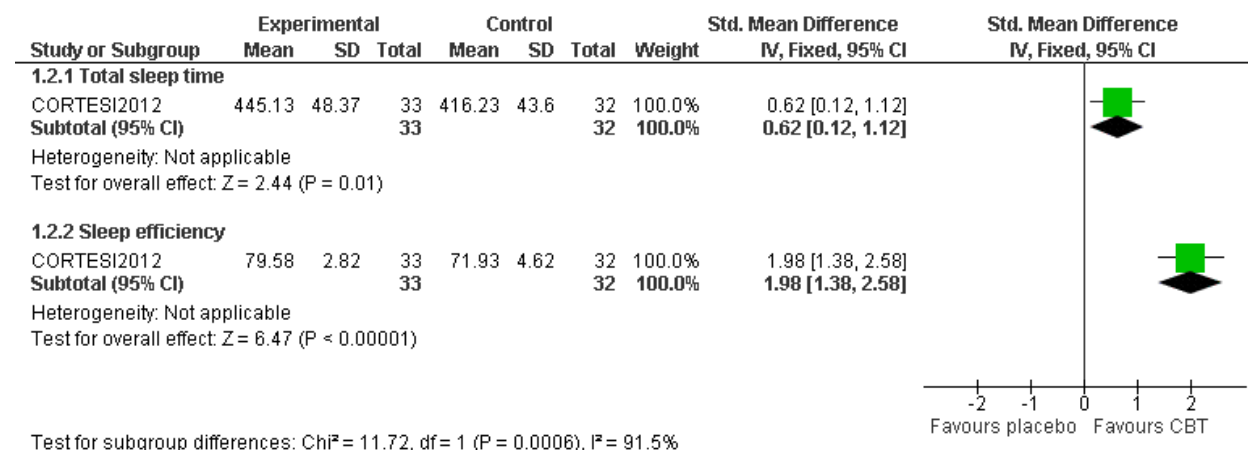 Experimental Control Std. Mean Difference Std. Mean Difference
Study or Subgroup Mean SD Total Mean SD Total Weight IV, Fixed, 95% CI IV, Fixed, 95% CI
1.2.1 Total sleep time
CORTESI2012 445.13 48.37 33 416.23 43.6 32 100.0% 0.62 [0.12, 1.12]
Subtotal (95% CI) 33 32 100.0% 0.62 [0.12, 1.12]
Heterogeneity: Not applicable
Test for overall effect: Z = 2.44 (P = 0.01)
1.2.2 Sleep efficiency
CORTESI2012 79.58 2.82 33 71.93 4.62 32 100.0% 1.98 [1.38, 2.58]
Subtotal (95% CI) 33 32 100.0% 1.98 [1.38, 2.58]
Heterogeneity: Not applicable
Test for overall effect: Z = 6.47 (P < 0.00001)
-2 -1 0 1 2
Favours placebo Favours CBT
Test for subgroup differences: Chi² = 11.72, df = 1 (P = 0.0006), I² = 91.5%